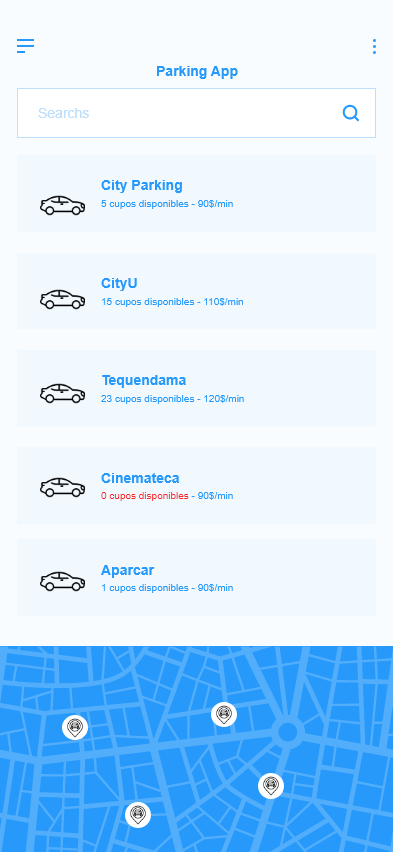 Parking App
Searchs
City Parking
5 cupos disponibles - 90$/min
CityU
15 cupos disponibles - 110$/min
Tequendama
23 cupos disponibles - 120$/min
Cinemateca
0 cupos disponibles - 90$/min
Aparcar
1 cupos disponibles - 90$/min